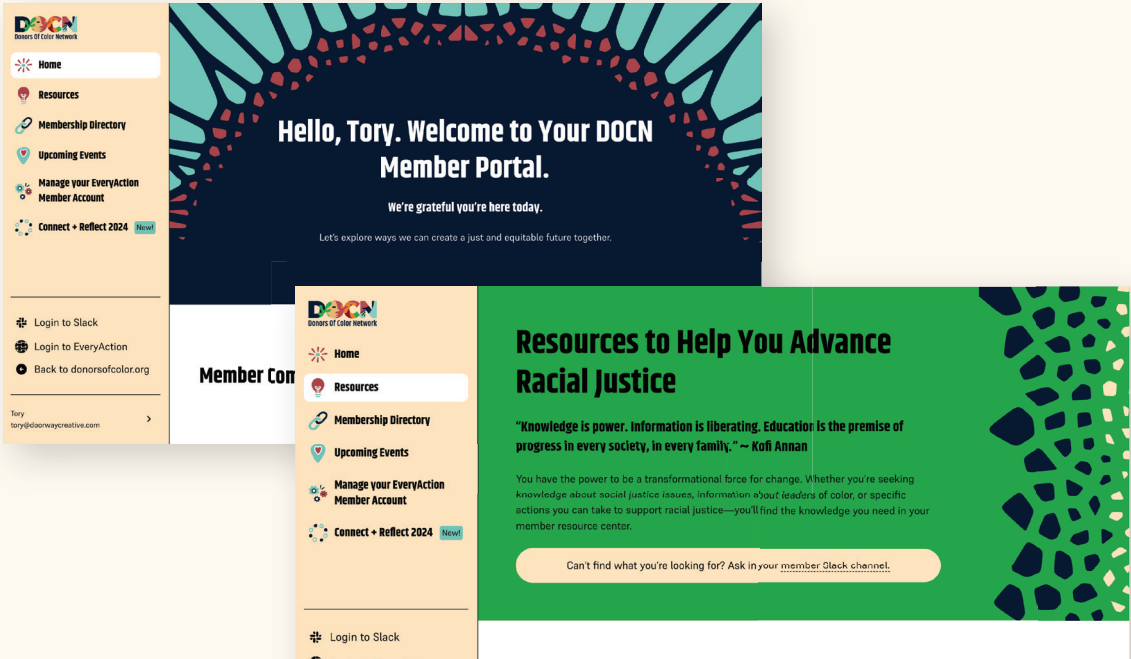 DOCN
Donors Of Color Network
Home
Resources
Membership Directory
Upcoming Events
Manage your EveryAction
Member Account
Connect + Reflect 2024 New!
Login to Slack
Login to EveryAction
Back to donorsofcolor.org
Tory
tory@doorwaycreative.com
Hello, Tory. Welcome to Your DOCN
Member Portal.
We're grateful you're here today.
Let's explore ways we can create a just and equitable future together.
Member Com
DOCN
Donors Of Color Network
Home
Resources
Membership Directory
Upcoming Events
Manage your EveryAction
Member Account
Connect + Reflect 2024 New!
Login to Slack
Resources to Help You Advance
Racial Justice
"Knowledge is power. Information is liberating. Education is the premise of
progress in every society, in every family." ~ Kofi Annan
You have the power to be a transformational force for change. Whether you're seeking
knowledge about social justice issues, information about leaders of color, or specific
actions you can take to support racial justice—you'll find the knowledge you need in your
member resource center.
Can't find what you're looking for? Ask in your member Slack channel.